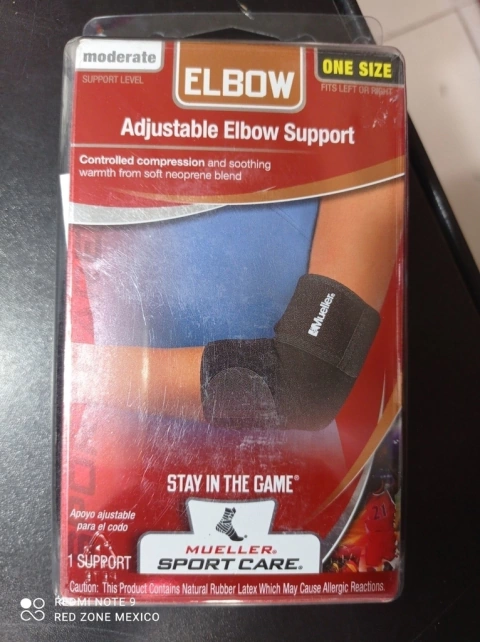 moderate
SUPPORT LEVEL
ELBOW
ONE SIZE
FITS LEFT OR RIGHT
Adjustable Elbow Support
Controlled compression and soothing
warmth from soft neoprene blend
Mueller®
STAY IN THE GAME®
Apoyo ajustable
para el codo
MUELLER®
SPORT CARE®
1 SUPPORT
Caution: This Product Contains Natural Rubber Latex Which May Cause Allergic Reactions.
21
REDMI NOTE 9
RED ZONE MEXICO